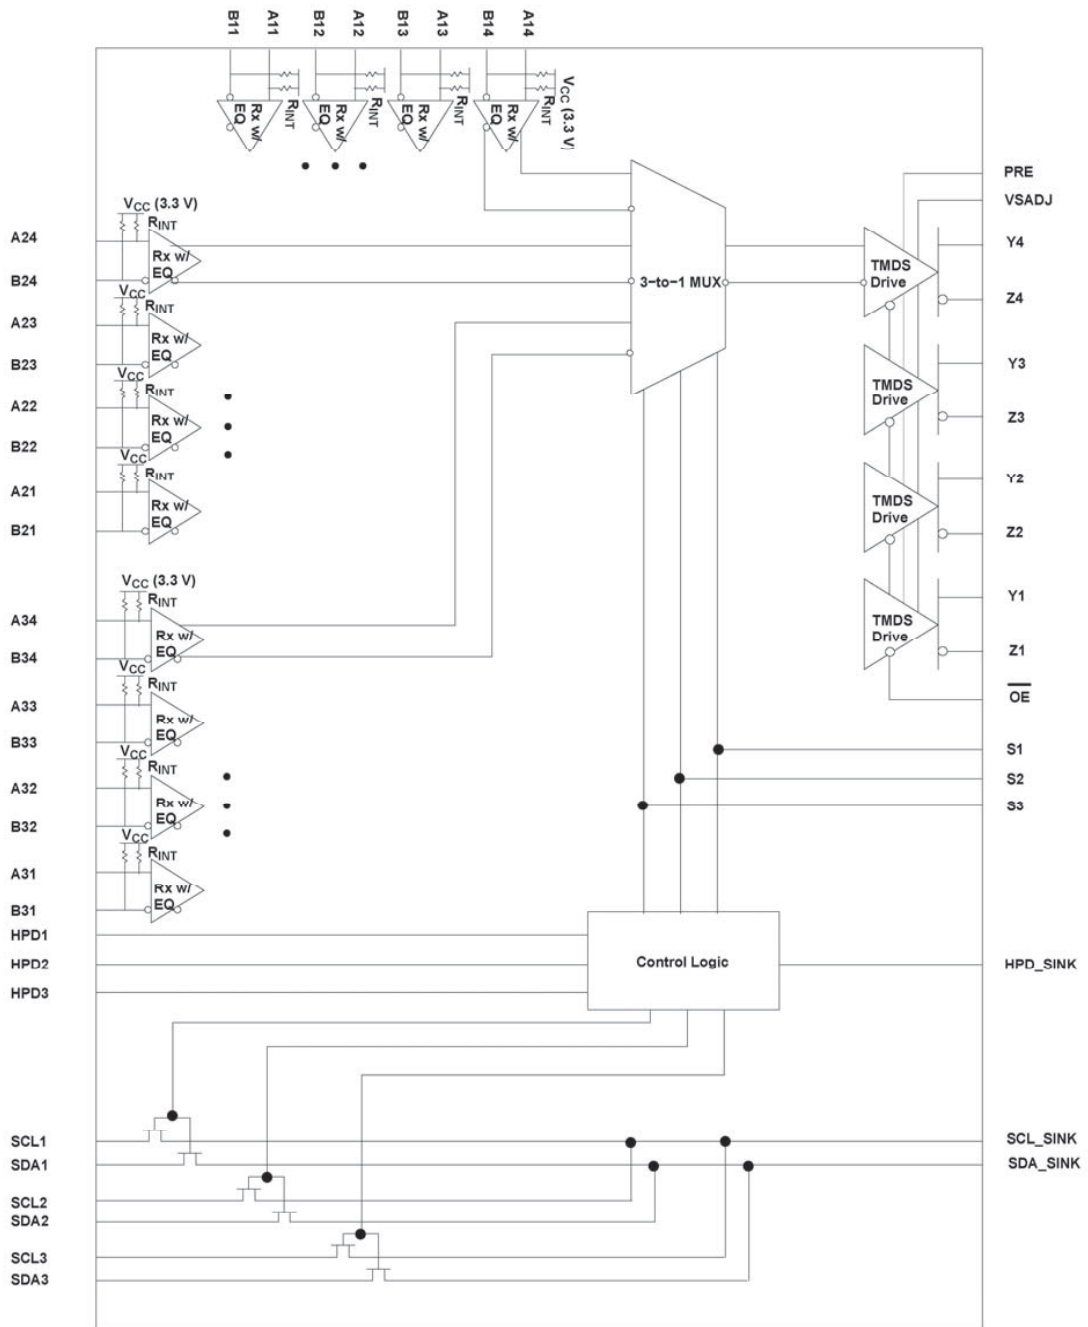 B11
A11
B12
A12
B13
A13
B14
A14
VCC (3.3 V)
RINT
RINT
RINT
RINT
Rx w/
EQ
Rx w/
EQ
Rx w/
EQ
Rx w/
EQ
VCC (3.3 V)
RINT
A24
Rx w/
EQ
B24
VCC
RINT
A23
Rx w/
EQ
B23
VCC
RINT
A22
Rx w/
EQ
B22
VCC
RINT
A21
Rx w/
EQ
B21
VCC (3.3 V)
RINT
A34
Rx w/
EQ
B34
VCC
RINT
A33
Rx w/
EQ
B33
VCC
RINT
A32
Rx w/
EQ
B32
VCC
RINT
A31
Rx w/
EQ
B31
3-to-1 MUX
PRE
VSADJ
TMDS
Drive
Y4
Z4
TMDS
Drive
Y3
Z3
TMDS
Drive
Y2
Z2
TMDS
Drive
Y1
Z1
OE
S1
S2
S3
HPD1
HPD2
HPD3
Control Logic
HPD_SINK
SCL1
SDA1
SCL2
SDA2
SCL3
SDA3
SCL_SINK
SDA_SINK